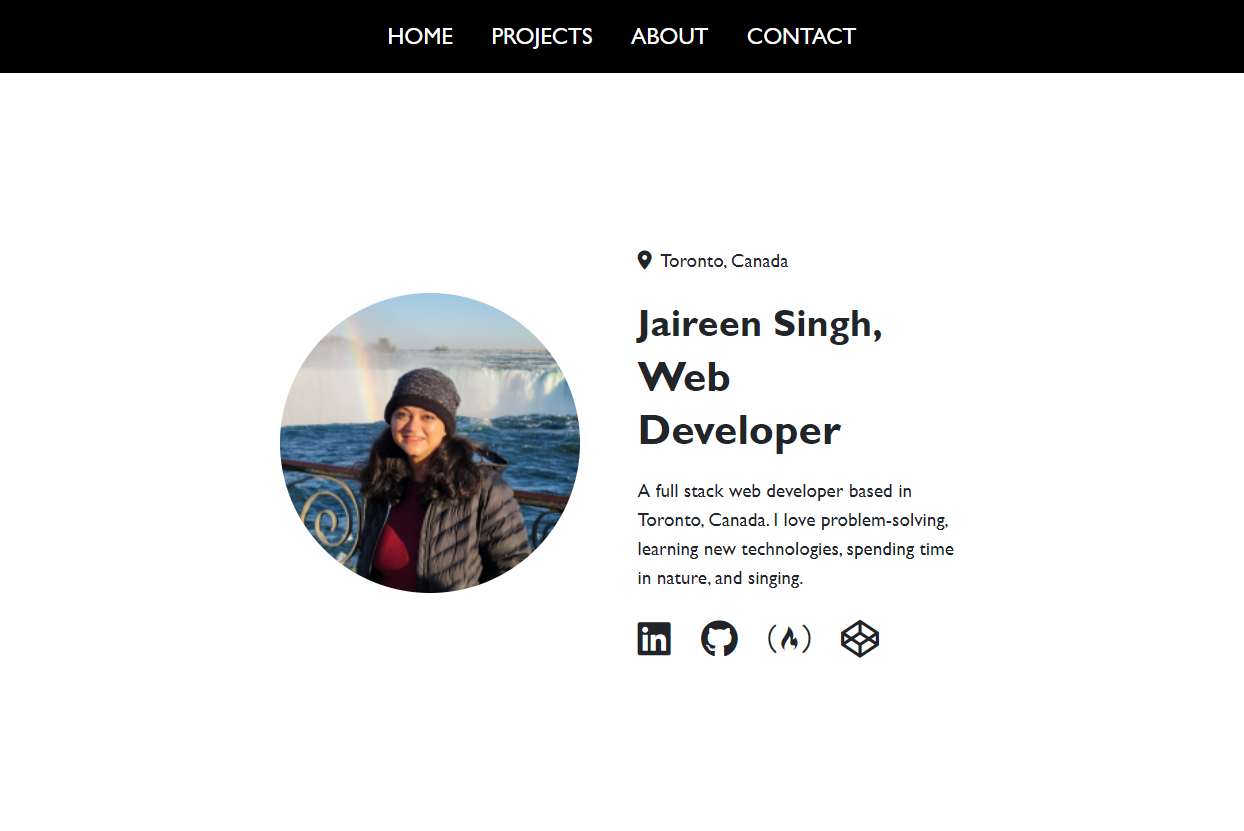 HOME PROJECTS ABOUT CONTACT
Toronto, Canada
Jaireen Singh,
Web
Developer
A full stack web developer based in
Toronto, Canada. I love problem-solving,
learning new technologies, spending time
in nature, and singing.
in